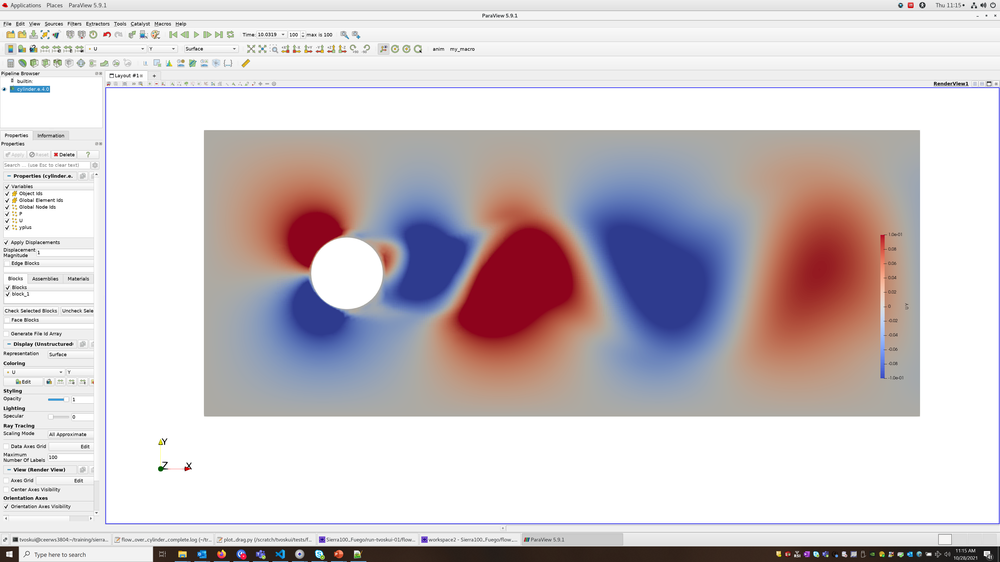 Applications Places ParaView 5.9.1 Thu 11:15
ParaView 5.9.1
File Edit View Sources Filters Tools Extractors Catalyst Macros Help
Time: 10.0319 100 max is 100
U Y Surface +X -X +Y -Y +Z -Z +90 -90 anim my_macro
Pipeline Browser
Layout #1 +
builtin:
2D RenderView1
cylinder.e.4.0
Properties Information
Properties
Apply Reset Delete ?
Search ... (use Esc to clear text)
Properties (cylinder.e.
Variables
Object Ids
Global Element Ids
Global Node Ids
P
U
yplus
Apply Displacements
Displacement
Magnitude 1
Edge Blocks
Blocks Assemblies Materials
Blocks
block_1
Check Selected Blocks Uncheck Sele
Face Blocks
Generate File Id Array
Display (Unstructured
Representation Surface
Coloring
U Y
Edit
Styling
Opacity 1
Lighting
Specular 0
Ray Tracing
Scaling Mode All Approximate
Data Axes Grid Edit
Maximum
Number Of Labels 100
View (Render View)
Axes Grid Edit
Center Axes Visibility
Orientation Axes
Orientation Axes Visibility
1.0e-01
0.08
0.06
0.04
0.02
0
-0.02
-0.04
-0.06
-0.08
-1.0e-01
U Y
Y
Z X
tvoskui@ceerws3804:~/training/sierra... flow_over_cylinder_complete.log (~/tr... plot_drag.py (/scratch/tvoskui/tests/f... Sierra100_Fuego/run-tvoskui-01/flow... workspace2 - Sierra100_Fuego/flow_... ParaView 5.9.1
Type here to search
RSI
11:15 AM
10/28/2021
41